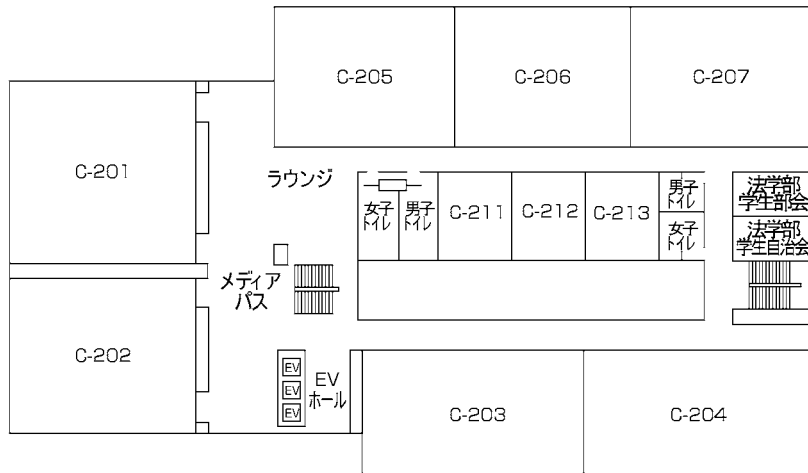 C-205
C-206
C-207
C-201
ラウンジ
女子
トイレ
男子
トイレ
C-211
C-212
C-213
男子
トイレ
女子
トイレ
法学部
学生部会
法学部
学生自治会
メディア
パス
C-202
EV
EV
EV
EV
ホール
C-203
C-204